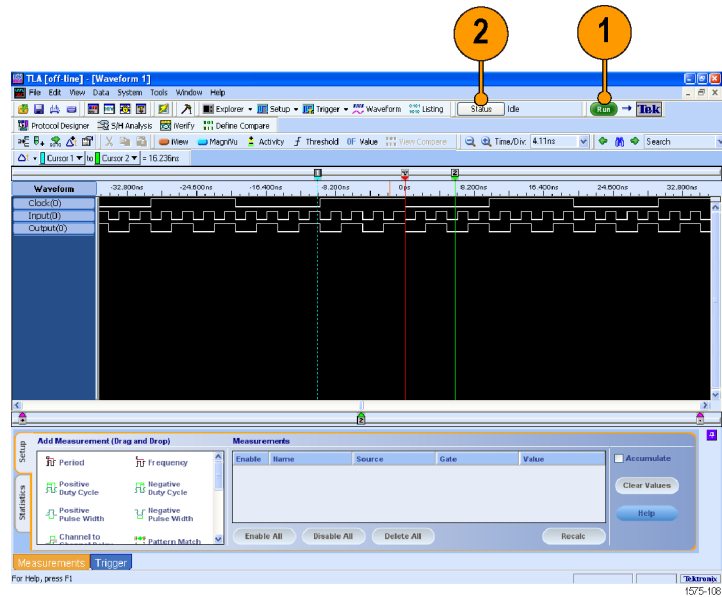 2
1
TLA [off-line] - [Waveform 1]
File Edit View Data System Tools Window Help
Explorer Setup Trigger Waveform Listing Status Idle Run Tek
Protocol Designer S/H Analysis iVerify Define Compare
iView MagniVu Activity Threshold Value View Compare Time/Div: 4.11ns Search
Cursor 1 to Cursor 2 = 16.236ns
1 2
Waveform -32.800ns -24.600ns -16.400ns -8.200ns 0ps 8.200ns 16.400ns 24.600ns 32.800ns
Clock(0)
Input(0)
Output(0)
2
Setup
Statistics
Add Measurement (Drag and Drop)
Period Frequency
Positive Duty Cycle Negative Duty Cycle
Positive Pulse Width Negative Pulse Width
Channel to Pattern Match
Measurements
Enable Name Source Gate Value
Enable All Disable All Delete All Recalc
Accumulate
Clear Values
Help
Measurements Trigger
For Help, press F1
Tektronix
1575-108